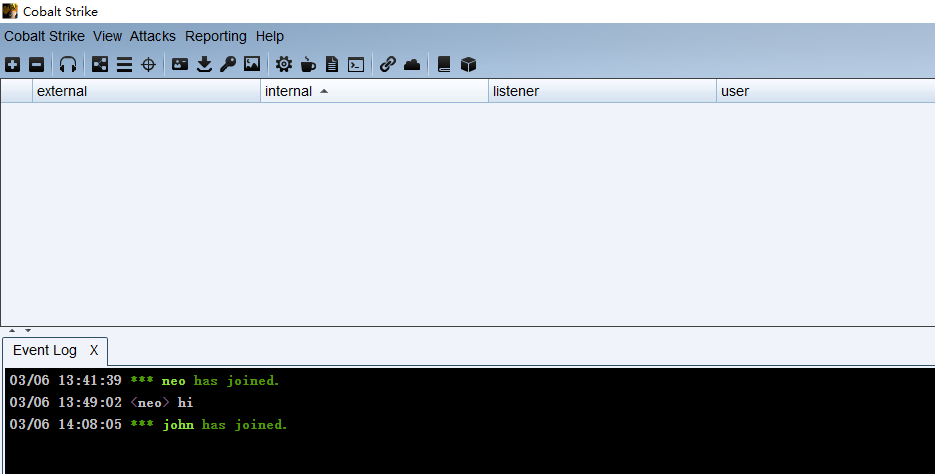 Cobalt Strike
Cobalt Strike View Attacks Reporting Help
external internal listener user
Event Log X
03/06 13:41:39 *** neo has joined.
03/06 13:49:02 <neo> hi
03/06 14:08:05 *** john has joined.